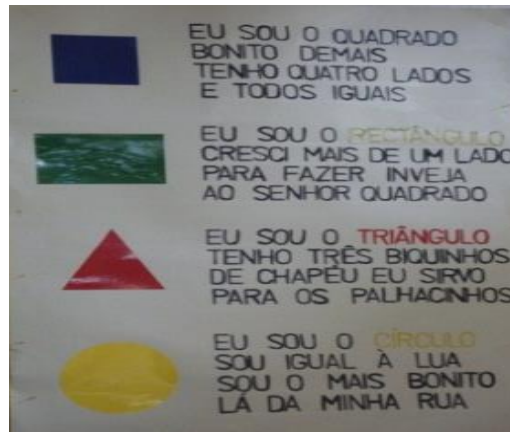 EU SOU O QUADRADO
BONITO DEMAIS
TENHO QUATRO LADOS
E TODOS IGUAIS
EU SOU O RECTÂNGULO
CRESCI MAIS DE UM LADO
PARA FAZER INVEJA
AO SENHOR QUADRADO
EU SOU O TRIÂNGULO
TENHO TRÊS BIQUINHOS
DE CHAPÉU EU SIRVO
PARA OS PALHACINHOS
EU SOU O CÍRCULO
SOU IGUAL À LUA
SOU O MAIS BONITO
LÁ DA MINHA RUA